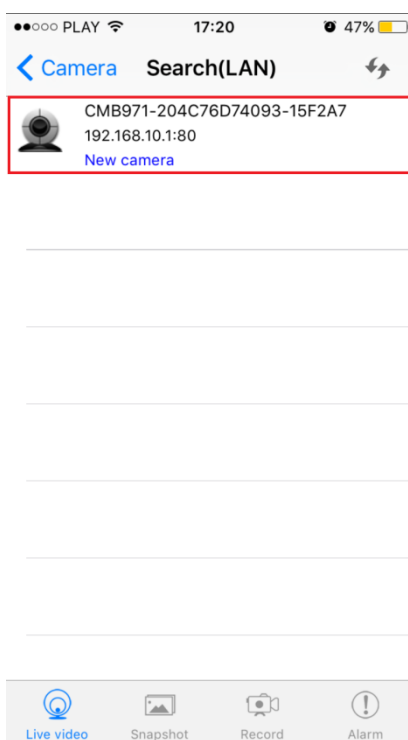 PLAY 17:20 47%
Camera Search(LAN)
CMB971-204C76D74093-15F2A7
192.168.10.1:80
New camera
Live video Snapshot Record Alarm